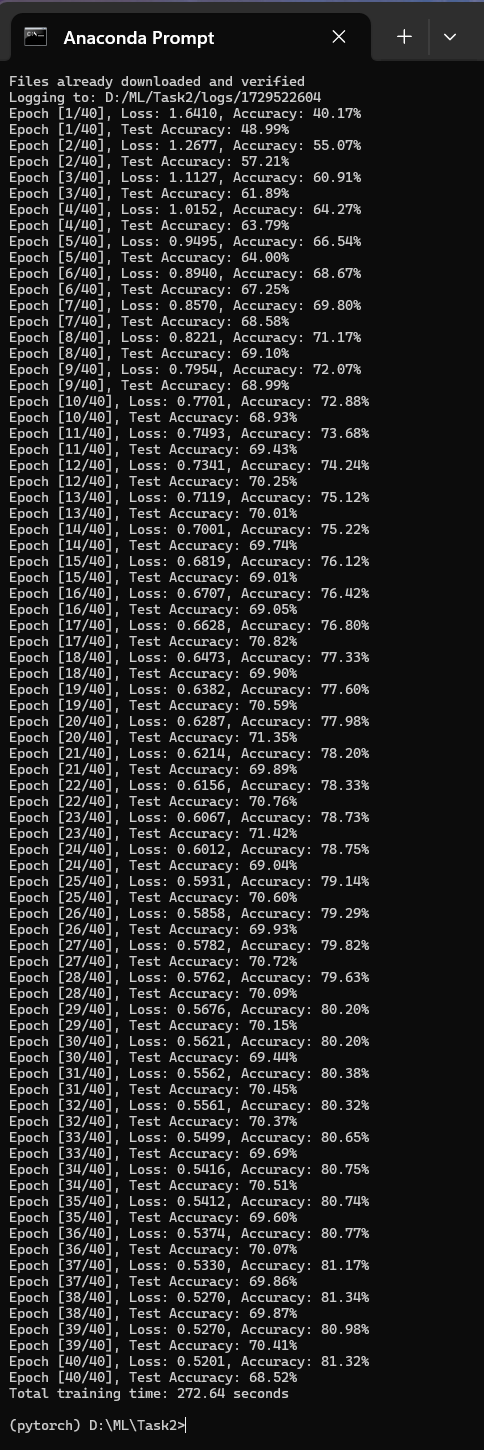 Anaconda Prompt
Files already downloaded and verified
Logging to: D:/ML/Task2/logs/1729522604
Epoch [1/40], Loss: 1.6410, Accuracy: 40.17%
Epoch [1/40], Test Accuracy: 48.99%
Epoch [2/40], Loss: 1.2677, Accuracy: 55.07%
Epoch [2/40], Test Accuracy: 57.21%
Epoch [3/40], Loss: 1.1127, Accuracy: 60.91%
Epoch [3/40], Test Accuracy: 61.89%
Epoch [4/40], Loss: 1.0152, Accuracy: 64.27%
Epoch [4/40], Test Accuracy: 63.79%
Epoch [5/40], Loss: 0.9495, Accuracy: 66.54%
Epoch [5/40], Test Accuracy: 64.00%
Epoch [6/40], Loss: 0.8940, Accuracy: 68.67%
Epoch [6/40], Test Accuracy: 67.25%
Epoch [7/40], Loss: 0.8570, Accuracy: 69.80%
Epoch [7/40], Test Accuracy: 68.58%
Epoch [8/40], Loss: 0.8221, Accuracy: 71.17%
Epoch [8/40], Test Accuracy: 69.10%
Epoch [9/40], Loss: 0.7954, Accuracy: 72.07%
Epoch [9/40], Test Accuracy: 68.99%
Epoch [10/40], Loss: 0.7701, Accuracy: 72.88%
Epoch [10/40], Test Accuracy: 68.93%
Epoch [11/40], Loss: 0.7493, Accuracy: 73.68%
Epoch [11/40], Test Accuracy: 69.43%
Epoch [12/40], Loss: 0.7341, Accuracy: 74.24%
Epoch [12/40], Test Accuracy: 70.25%
Epoch [13/40], Loss: 0.7119, Accuracy: 75.12%
Epoch [13/40], Test Accuracy: 70.01%
Epoch [14/40], Loss: 0.7001, Accuracy: 75.22%
Epoch [14/40], Test Accuracy: 69.74%
Epoch [15/40], Loss: 0.6819, Accuracy: 76.12%
Epoch [15/40], Test Accuracy: 69.01%
Epoch [16/40], Loss: 0.6707, Accuracy: 76.42%
Epoch [16/40], Test Accuracy: 69.05%
Epoch [17/40], Loss: 0.6628, Accuracy: 76.80%
Epoch [17/40], Test Accuracy: 70.82%
Epoch [18/40], Loss: 0.6473, Accuracy: 77.33%
Epoch [18/40], Test Accuracy: 69.90%
Epoch [19/40], Loss: 0.6382, Accuracy: 77.60%
Epoch [19/40], Test Accuracy: 70.59%
Epoch [20/40], Loss: 0.6287, Accuracy: 77.98%
Epoch [20/40], Test Accuracy: 71.35%
Epoch [21/40], Loss: 0.6214, Accuracy: 78.20%
Epoch [21/40], Test Accuracy: 69.89%
Epoch [22/40], Loss: 0.6156, Accuracy: 78.33%
Epoch [22/40], Test Accuracy: 70.76%
Epoch [23/40], Loss: 0.6067, Accuracy: 78.73%
Epoch [23/40], Test Accuracy: 71.42%
Epoch [24/40], Loss: 0.6012, Accuracy: 78.75%
Epoch [24/40], Test Accuracy: 69.04%
Epoch [25/40], Loss: 0.5931, Accuracy: 79.14%
Epoch [25/40], Test Accuracy: 70.60%
Epoch [26/40], Loss: 0.5858, Accuracy: 79.29%
Epoch [26/40], Test Accuracy: 69.93%
Epoch [27/40], Loss: 0.5782, Accuracy: 79.82%
Epoch [27/40], Test Accuracy: 70.72%
Epoch [28/40], Loss: 0.5762, Accuracy: 79.63%
Epoch [28/40], Test Accuracy: 70.09%
Epoch [29/40], Loss: 0.5676, Accuracy: 80.20%
Epoch [29/40], Test Accuracy: 70.15%
Epoch [30/40], Loss: 0.5621, Accuracy: 80.20%
Epoch [30/40], Test Accuracy: 69.44%
Epoch [31/40], Loss: 0.5562, Accuracy: 80.38%
Epoch [31/40], Test Accuracy: 70.45%
Epoch [32/40], Loss: 0.5561, Accuracy: 80.32%
Epoch [32/40], Test Accuracy: 70.37%
Epoch [33/40], Loss: 0.5499, Accuracy: 80.65%
Epoch [33/40], Test Accuracy: 69.69%
Epoch [34/40], Loss: 0.5416, Accuracy: 80.75%
Epoch [34/40], Test Accuracy: 70.51%
Epoch [35/40], Loss: 0.5412, Accuracy: 80.74%
Epoch [35/40], Test Accuracy: 69.60%
Epoch [36/40], Loss: 0.5374, Accuracy: 80.77%
Epoch [36/40], Test Accuracy: 70.07%
Epoch [37/40], Loss: 0.5330, Accuracy: 81.17%
Epoch [37/40], Test Accuracy: 69.86%
Epoch [38/40], Loss: 0.5270, Accuracy: 81.34%
Epoch [38/40], Test Accuracy: 69.87%
Epoch [39/40], Loss: 0.5270, Accuracy: 80.98%
Epoch [39/40], Test Accuracy: 70.41%
Epoch [40/40], Loss: 0.5201, Accuracy: 81.32%
Epoch [40/40], Test Accuracy: 68.52%
Total training time: 272.64 seconds
(pytorch) D:\ML\Task2>